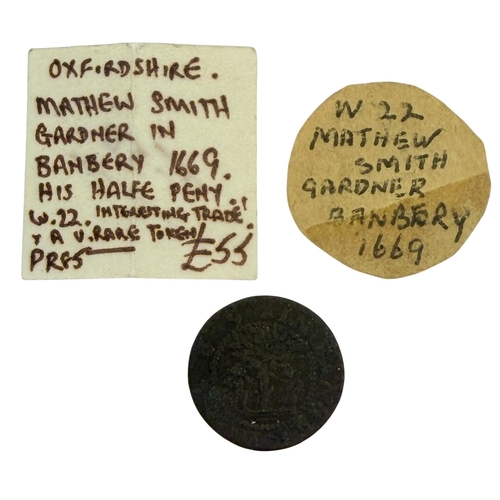 OXFORDSHIRE.
MATHEW SMITH
GARDNER IN
BANBERY 1669.
HIS HALFE PENY.
W.22. INTERESTING TRADE.
& A V.RARE TOKEN
£55
W 22
MATHEW
SMITH
GARDNER
BANBERY
1669